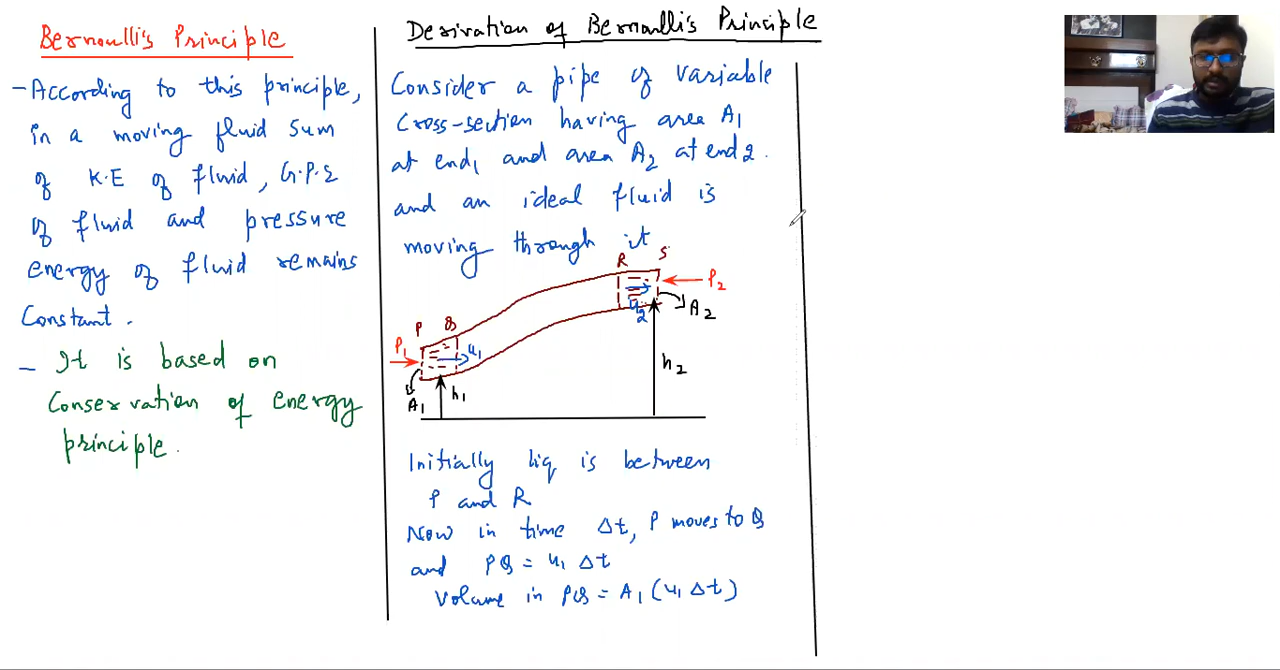 Bernoulli's Principle
- According to this principle,
in a moving fluid sum
of K.E of fluid, G.P.E
of fluid and pressure
energy of fluid remains
Constant.
- It is based on
Conservation of energy
principle.
Derivation of Bernoulli's Principle
Consider a pipe of variable
cross-section having area A1
at end1 and area A2 at end 2.
and an ideal fluid is
moving through it
R S
P2
u2
A2
P Q
P1
u1
A1
h1
h2
Initially liq is between
P and R
Now in time Δt, P moves to Q
and PQ = u1 Δt
Volume in PQ = A1 (u1 Δt)